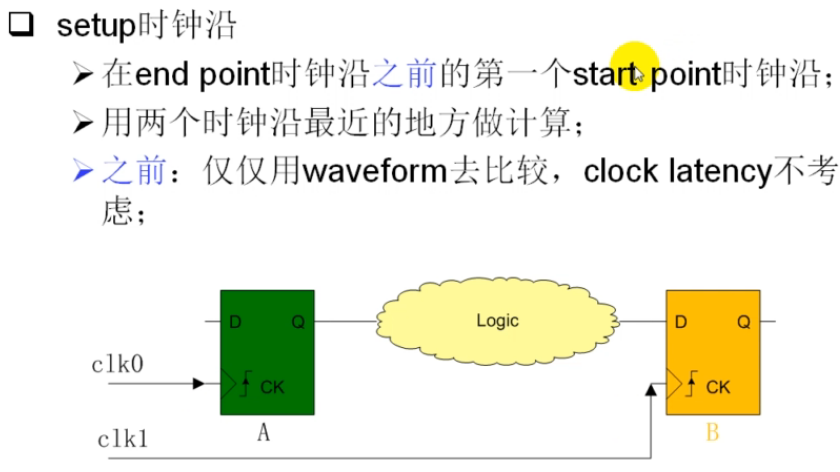 setup时钟沿
在end point时钟沿之前的第一个start point时钟沿；
用两个时钟沿最近的地方做计算；
之前：仅仅用waveform去比较，clock latency不考
虑；
D Q Logic D Q
clk0
CK CK
clk1 A B